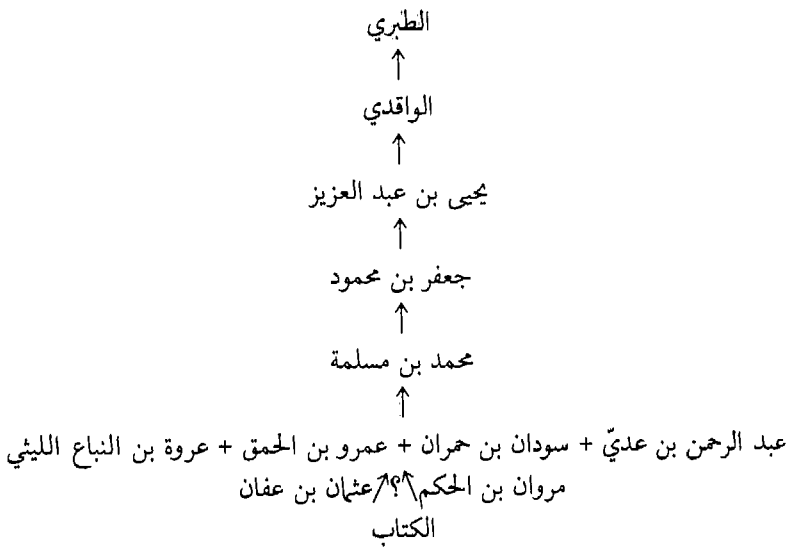 الطبري
↑
الواقدي
↑
يحيى بن عبد العزيز
↑
جعفر بن محمود
↑
محمد بن مسلمة
↑
عبد الرحمن بن عديّ + سودان بن حمران + عمرو بن الحمق + عروة بن النباع الليثي
مروان بن الحكم ↖ ؟ ↗ عثمان بن عفان
الكتاب